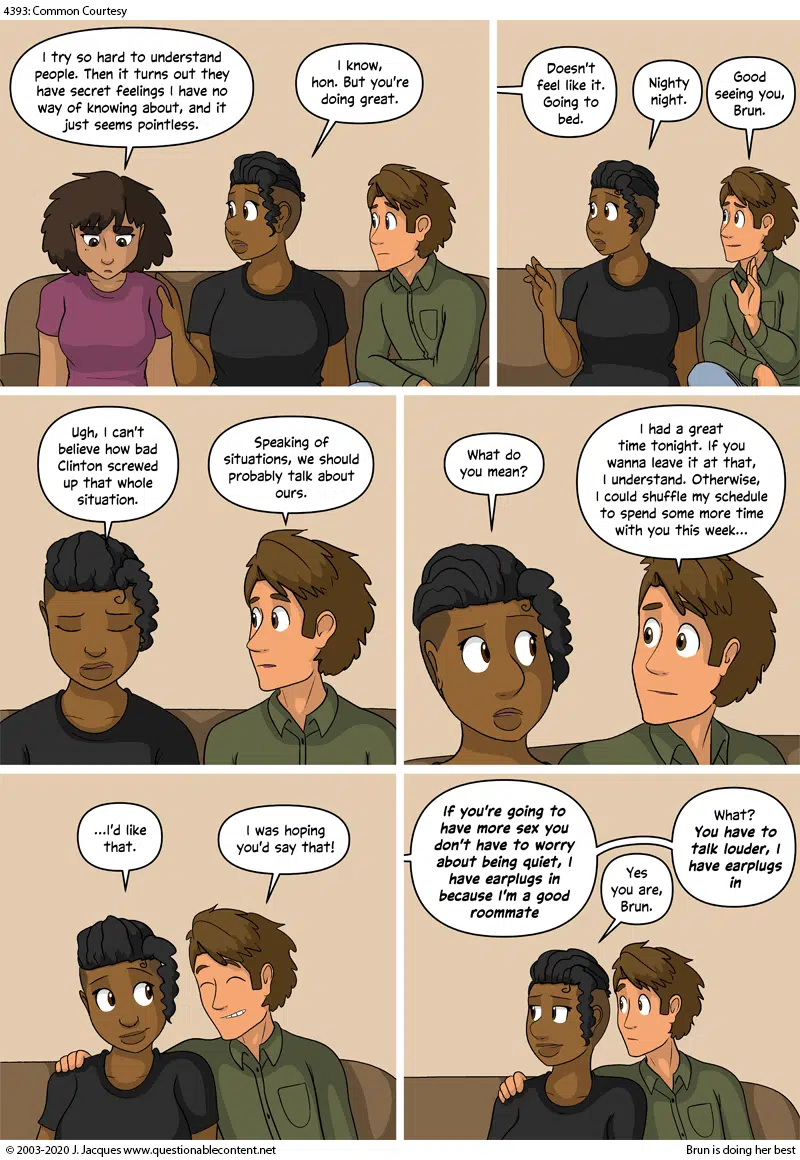 4393: Common Courtesy
I try so hard to understand
people. Then it turns out they
have secret feelings I have no
way of knowing about, and it
just seems pointless.
I know,
hon. But you're
doing great.
Doesn't
feel like it.
Going to
bed.
Nighty
night.
Good
seeing you,
Brun.
Ugh, I can't
believe how bad
Clinton screwed
up that whole
situation.
Speaking of
situations, we should
probably talk about
ours.
What do
you mean?
I had a great
time tonight. If you
wanna leave it at that,
I understand. Otherwise,
I could shuffle my schedule
to spend some more time
with you this week...
...I'd like
that.
I was hoping
you'd say that!
If you're going to
have more sex you
don't have to worry
about being quiet, I
have earplugs in
because I'm a good
roommate
Yes
you are,
Brun.
What?
You have to
talk louder, I
have earplugs
in
© 2003-2020 J. Jacques www.questionablecontent.net
Brun is doing her best